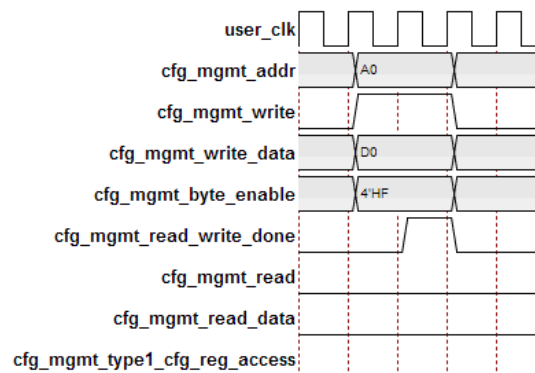 user_clk
cfg_mgmt_addr A0
cfg_mgmt_write
cfg_mgmt_write_data D0
cfg_mgmt_byte_enable 4'HF
cfg_mgmt_read_write_done
cfg_mgmt_read
cfg_mgmt_read_data
cfg_mgmt_type1_cfg_reg_access